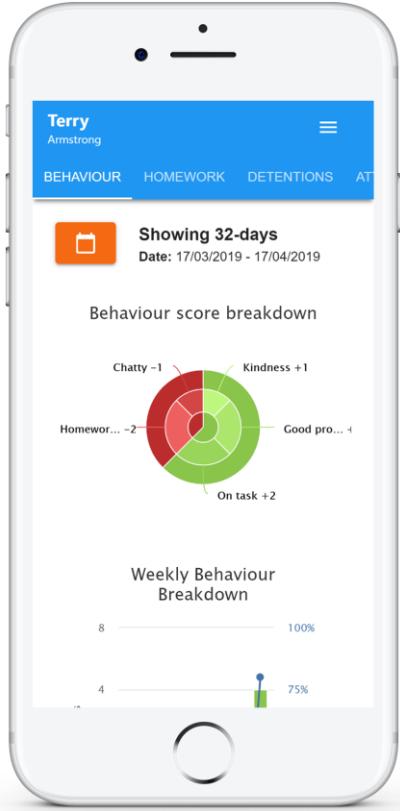 Terry
Armstrong
BEHAVIOUR HOMEWORK DETENTIONS AT
Showing 32-days
Date: 17/03/2019 - 17/04/2019
Behaviour score breakdown
Chatty -1 Kindness +1
Homewor... -2 Good pro... +
On task +2
Weekly Behaviour
Breakdown
8 100%
4 75%